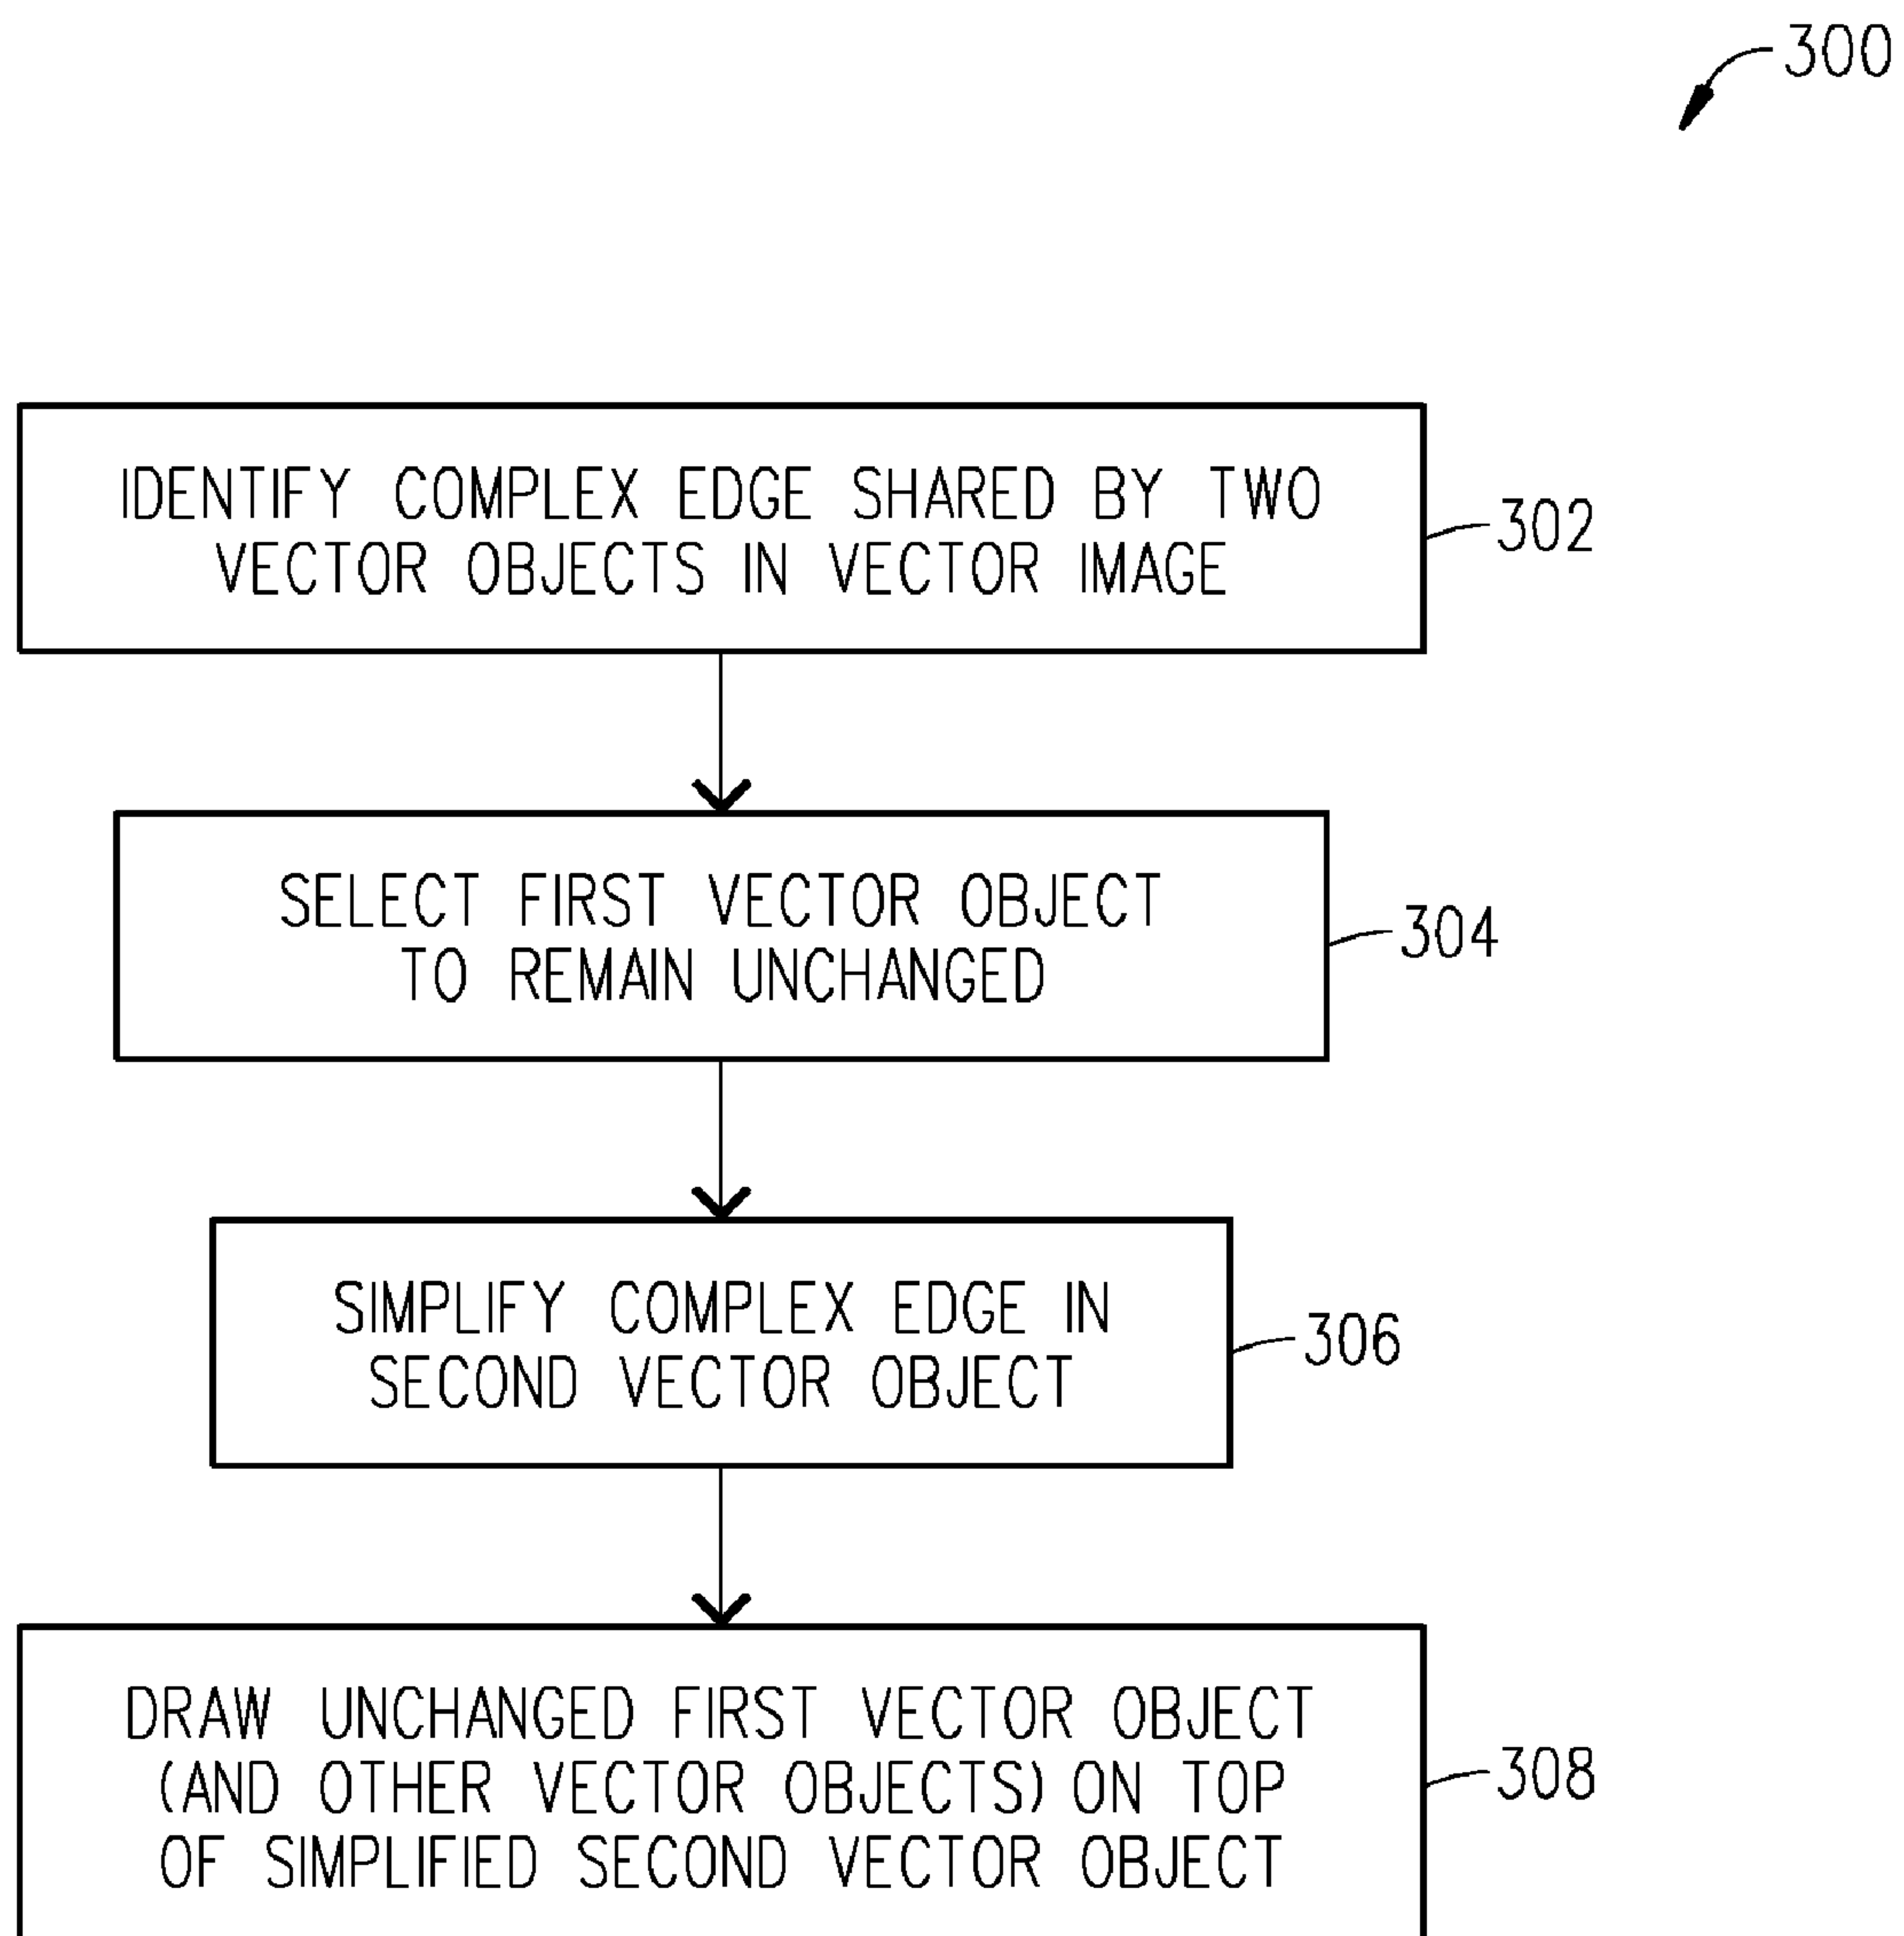 300
IDENTIFY COMPLEX EDGE SHARED BY TWO
VECTOR OBJECTS IN VECTOR IMAGE
302
SELECT FIRST VECTOR OBJECT
TO REMAIN UNCHANGED
304
SIMPLIFY COMPLEX EDGE IN
SECOND VECTOR OBJECT
306
DRAW UNCHANGED FIRST VECTOR OBJECT
(AND OTHER VECTOR OBJECTS) ON TOP
OF SIMPLIFIED SECOND VECTOR OBJECT
308